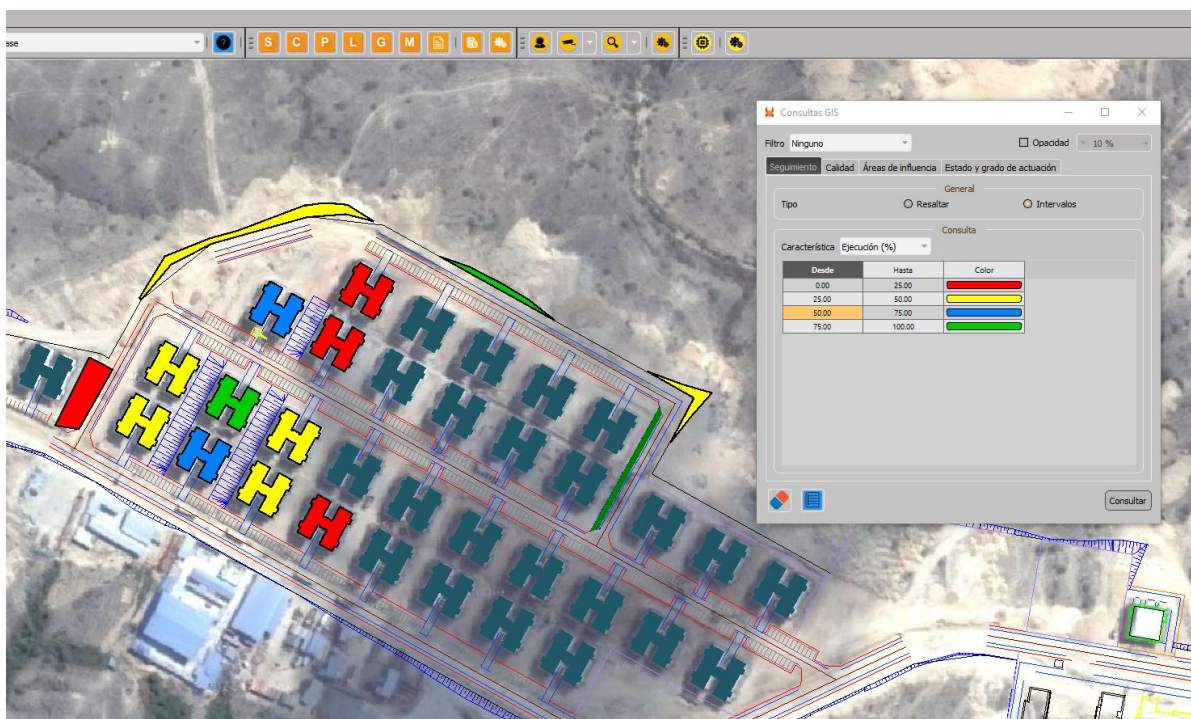 ase
? S C P L G M
Consultas GIS
Filtro Ninguno Opacidad 10 %
Seguimiento Calidad Áreas de influencia Estado y grado de actuación
General
Tipo Resaltar Intervalos
Consulta
Característica Ejecución (%)
Desde Hasta Color
0.00 25.00
25.00 50.00
50.00 75.00
75.00 100.00
Consultar